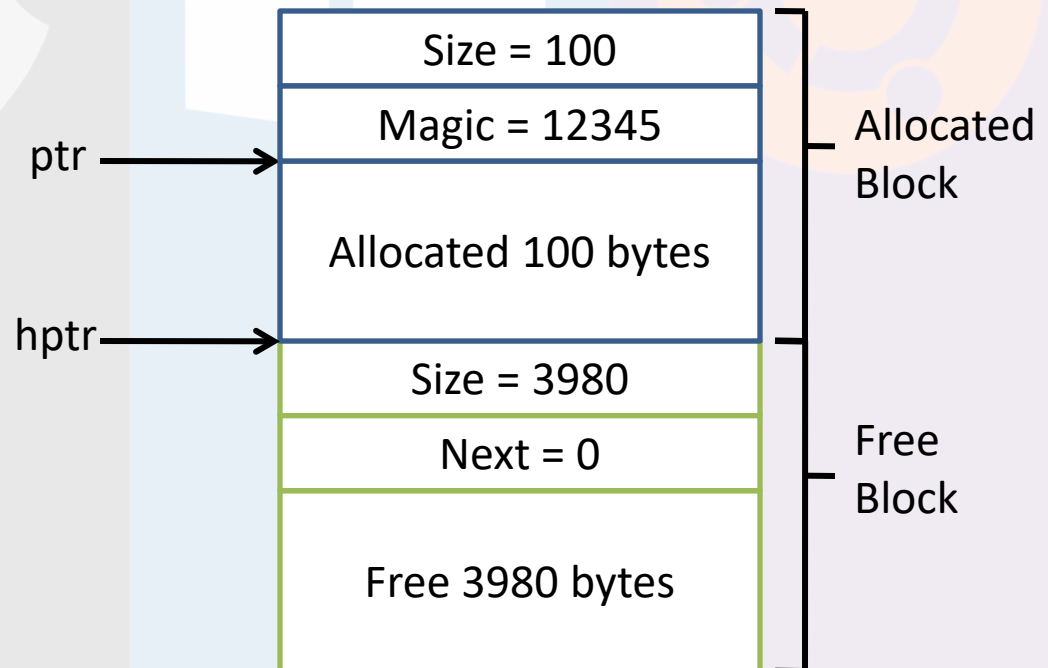 Size = 100
Magic = 12345
ptr
Allocated
Block
Allocated 100 bytes
hptr
Size = 3980
Next = 0
Free
Block
Free 3980 bytes